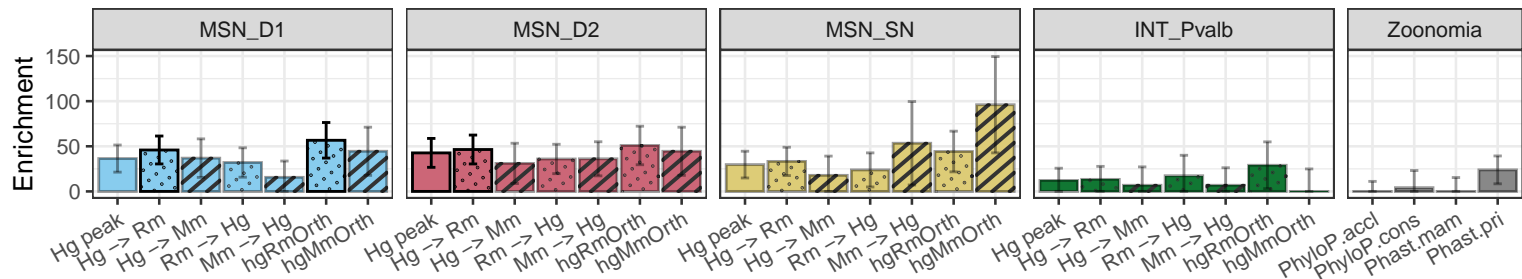 MSN_D1 MSN_D2 MSN_SN INT_Pvalb Zoonomia
Enrichment
150
100
50
0
Hg peak Hg −> Rm Hg −> Mm Rm −> Hg Mm −> Hg hgRmOrth hgMmOrth
Hg peak Hg −> Rm Hg −> Mm Rm −> Hg Mm −> Hg hgRmOrth hgMmOrth
Hg peak Hg −> Rm Hg −> Mm Rm −> Hg Mm −> Hg hgRmOrth hgMmOrth
Hg peak Hg −> Rm Hg −> Mm Rm −> Hg Mm −> Hg hgRmOrth hgMmOrth
PhyloP.accl PhyloP.cons Phast.mam Phast.pri